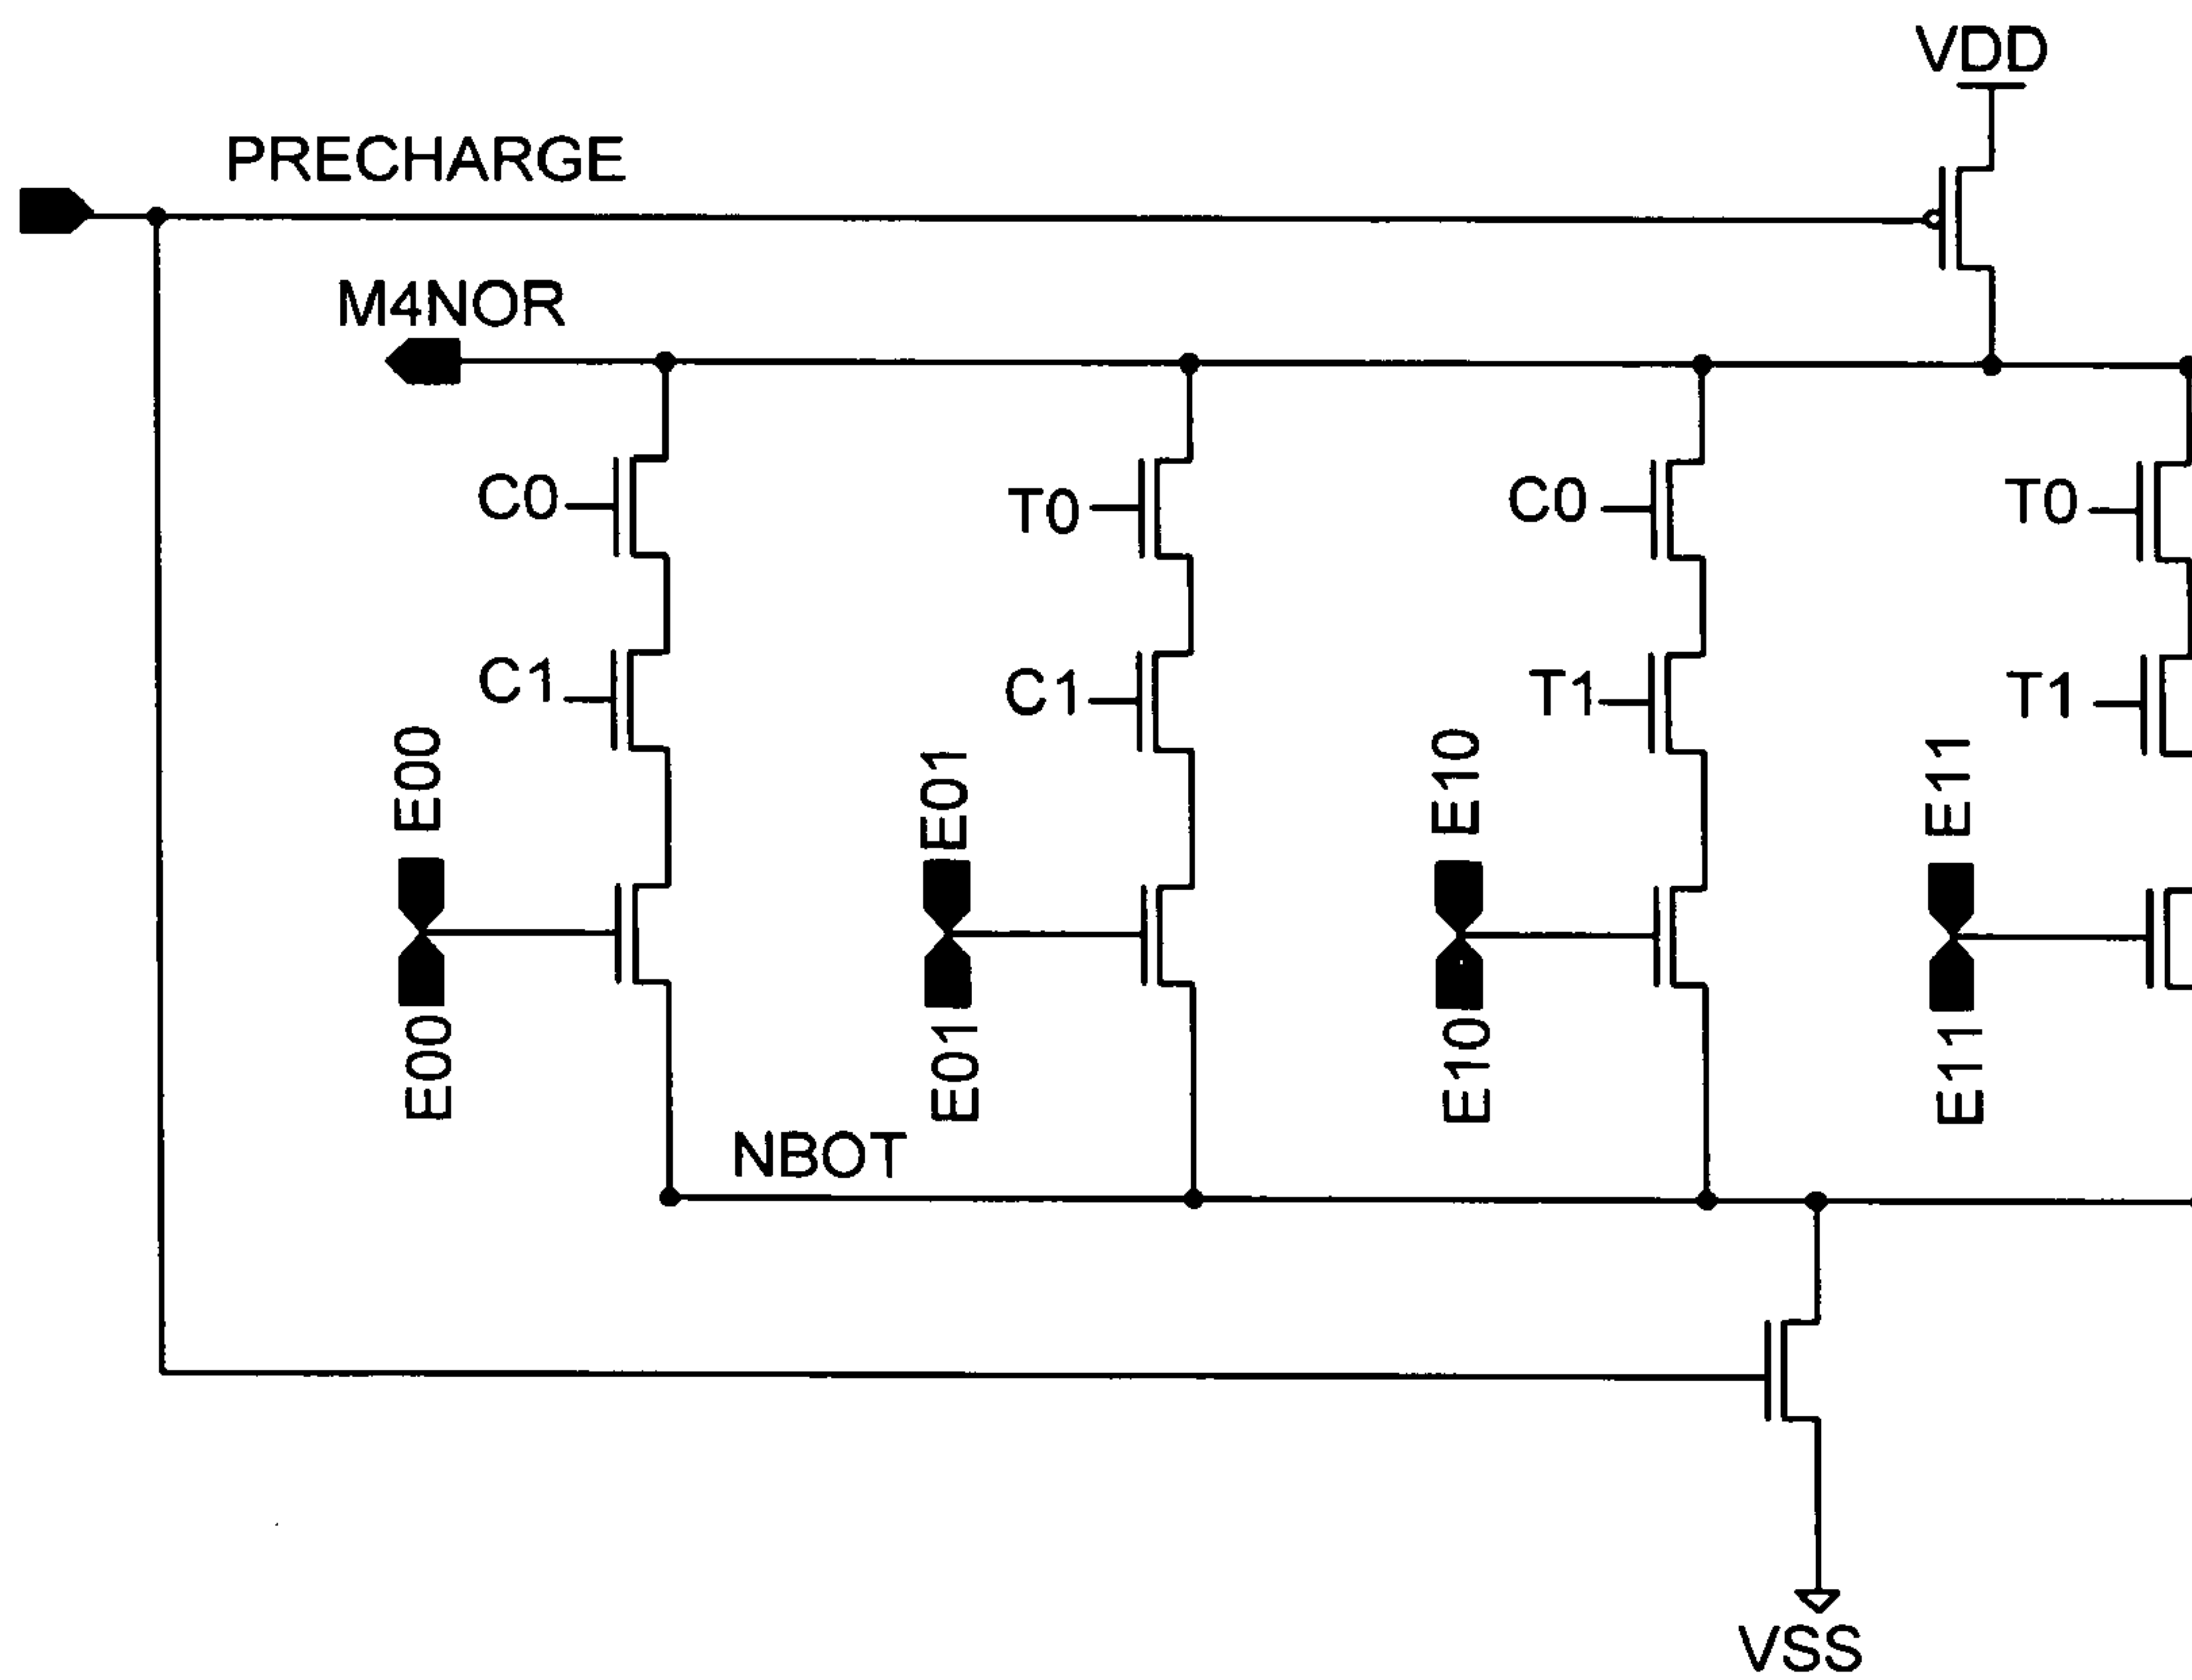 VDD
PRECHARGE
M4NOR
C0
T0
C0
T0
C1
C1
T1
T1
E00
E01
E10
E11
E00
E01
E10
E11
NBOT
VSS